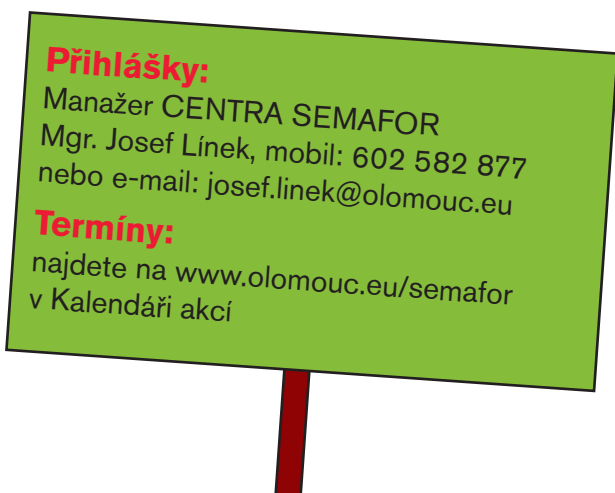 Přihlášky:
Manažer CENTRA SEMAFOR
Mgr. Josef Línek, mobil: 602 582 877
nebo e-mail: josef.linek@olomouc.eu
Termíny:
najdete na www.olomouc.eu/semafor
v Kalendáři akcí